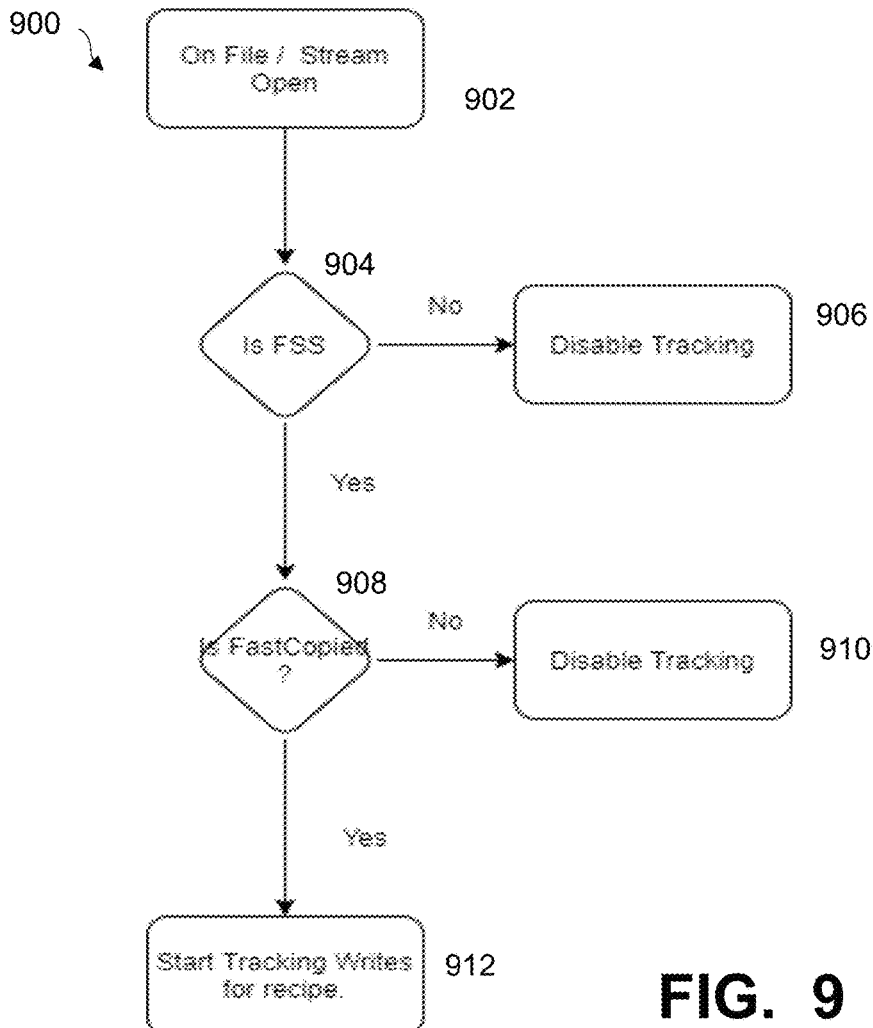 900
On File / Stream
Open
902
904
Is FSS
No
Disable Tracking
906
Yes
908
Is FastCopied
?
No
Disable Tracking
910
Yes
Start Tracking Writes
for recipe.
912
FIG. 9